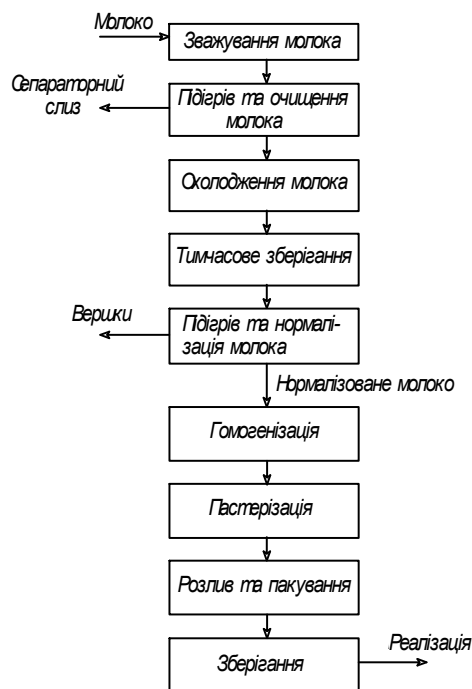 Молоко
Зважування молока
Сепараторний
слиз
Підігрів та очищення
молока
Охолодження молока
Тимчасове зберігання
Вершки
Підігрів та нормалі-
зація молока
Нормалізоване молоко
Гомогенізація
Пастерізація
Розлив та пакування
Зберігання
Реалізація